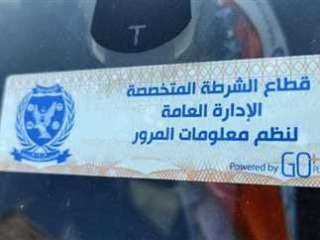 T
قطاع الشرطة المتخصصة
الإدارة العامة
لنظم معلومات المرور
Powered by GO+